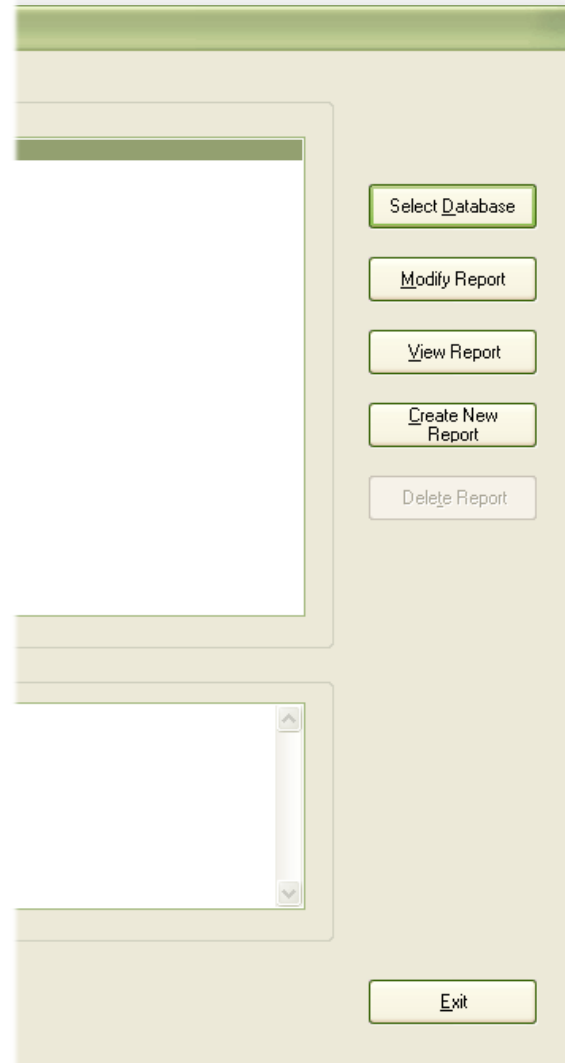 Select Database
Modify Report
View Report
Create New
Report
Delete Report
Exit